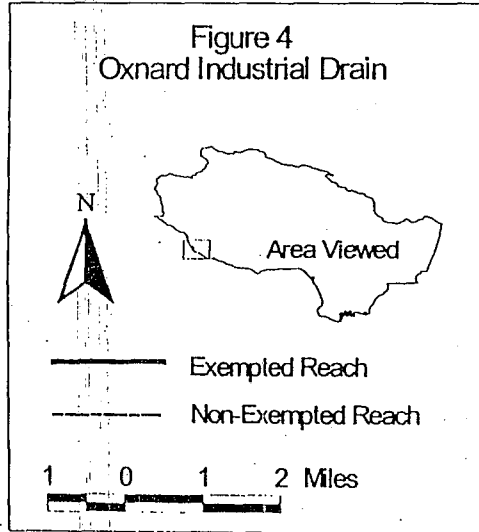 Figure 4
Oxnard Industrial Drain
N
Area Viewed
Exempted Reach
Non-Exempted Reach
1 0 1 2 Miles